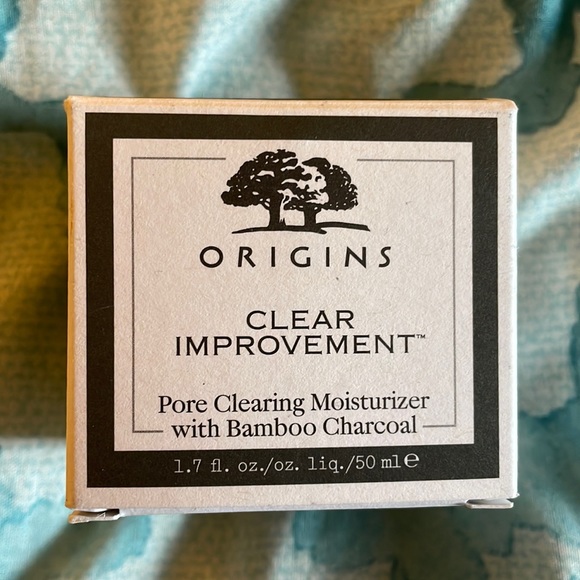 ORIGINS
CLEAR
IMPROVEMENT™
Pore Clearing Moisturizer
with Bamboo Charcoal
1.7 fl. oz./oz. liq./50 ml ℮